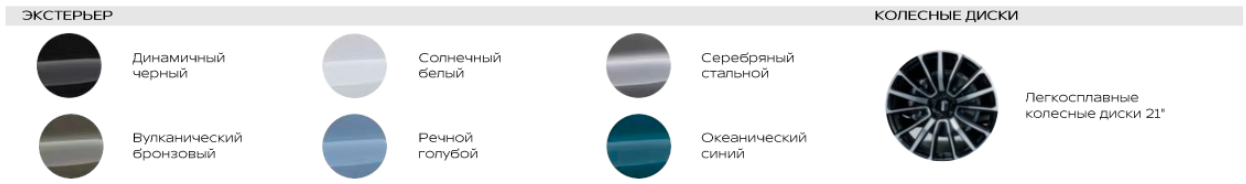 ЭКСТЕРЬЕР
КОЛЕСНЫЕ ДИСКИ
Динамичный
черный
Солнечный
белый
Серебряный
стальной
Легкосплавные
колесные диски 21"
Вулканический
бронзовый
Речной
голубой
Океанический
синий